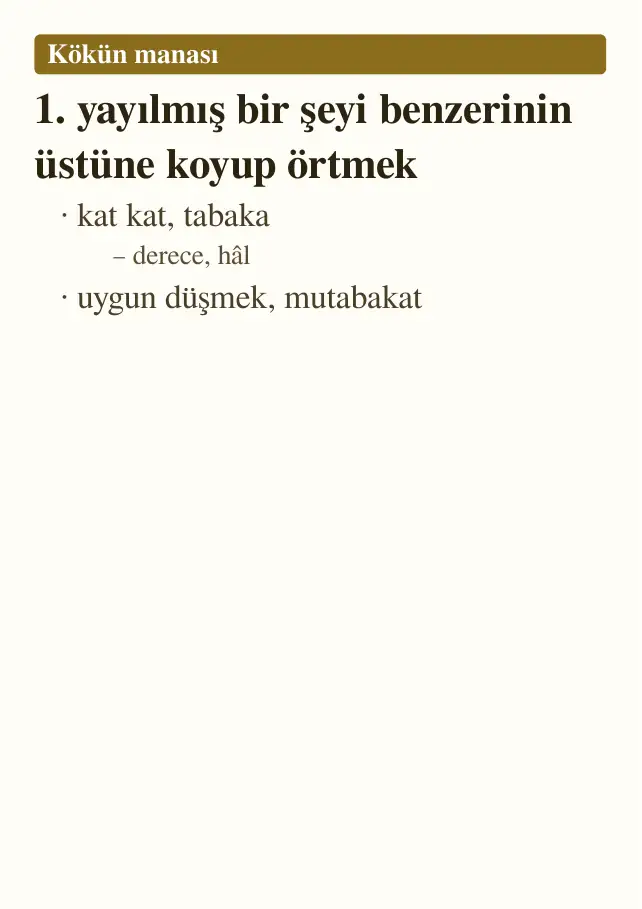 Kökün manası
1. yayılmış bir şeyi benzerinin
üstüne koyup örtmek
· kat kat, tabaka
– derece, hâl
· uygun düşmek, mutabakat